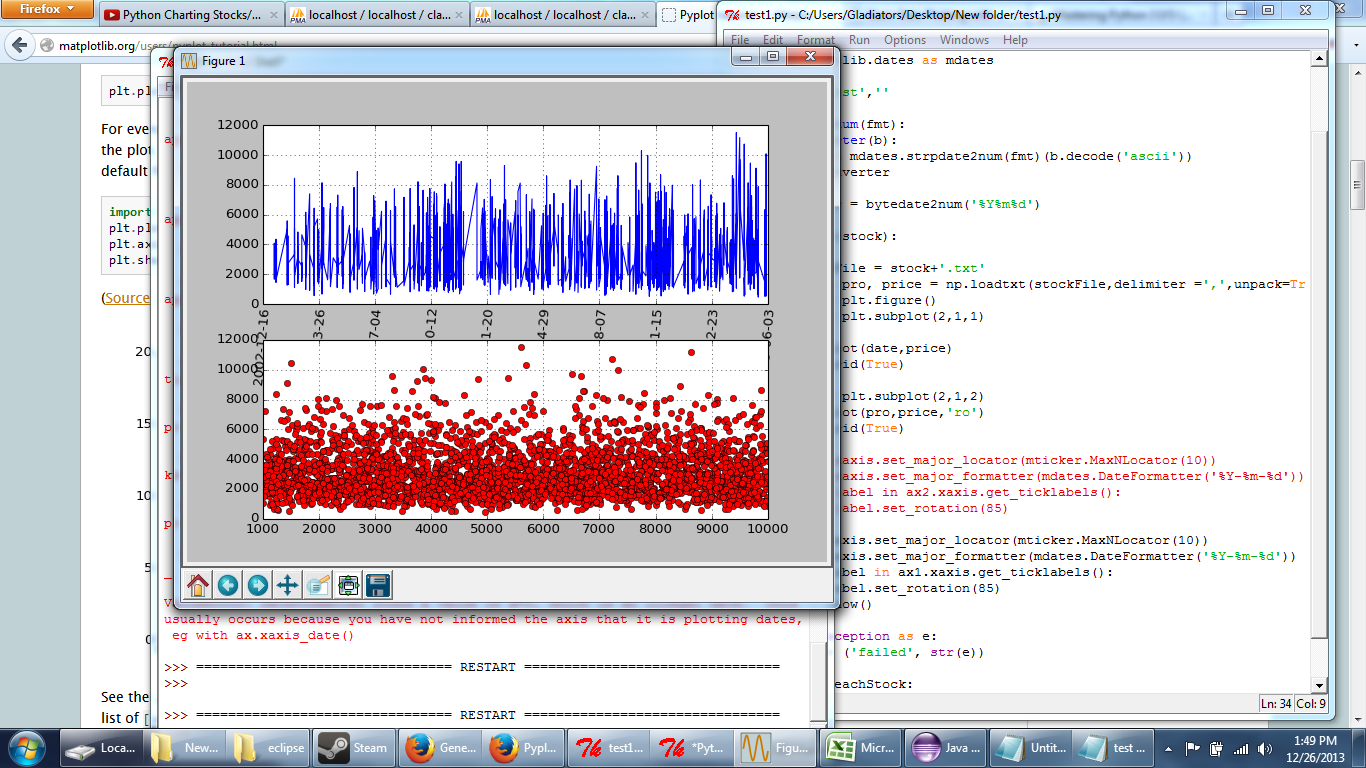 Firefox
Python Charting Stocks/...
localhost / localhost / cla...
localhost / localhost / cla...
Pyplot
test1.py - C:/Users/Gladiators/Desktop/New folder/test1.py
matplotlib.org/users/pyplot_tutorial.html
File Edit Format Run Options Windows Help
Figure 1
plt.pl
For eve
the plot
default
import
plt.pl
plt.ax
plt.sh
(Source
20
15
10
5
0
See the
list of [
12000
10000
8000
6000
4000
2000
0
2002-12-16
3-26
7-04
0-12
1-20
4-29
8-07
1-15
2-23
6-03
12000
10000
8000
6000
4000
2000
0
1000 2000 3000 4000 5000 6000 7000 8000 9000 10000
usually occurs because you have not informed the axis that it is plotting dates,
eg with ax.xaxis_date()
>>> ================================ RESTART ================================
>>>
>>> ================================ RESTART ================================
lib.dates as mdates
st',''
um(fmt):
ter(b):
mdates.strpdate2num(fmt)(b.decode('ascii'))
verter
= bytedate2num('%Y%m%d')
stock):
ile = stock+'.txt'
pro, price = np.loadtxt(stockFile,delimiter =',',unpack=Tr
plt.figure()
plt.subplot(2,1,1)
ot(date,price)
id(True)
plt.subplot(2,1,2)
ot(pro,price,'ro')
id(True)
axis.set_major_locator(mticker.MaxNLocator(10))
axis.set_major_formatter(mdates.DateFormatter('%Y-%m-%d'))
abel in ax2.xaxis.get_ticklabels():
label.set_rotation(85)
xis.set_major_locator(mticker.MaxNLocator(10))
xis.set_major_formatter(mdates.DateFormatter('%Y-%m-%d'))
bel in ax1.xaxis.get_ticklabels():
bel.set_rotation(85)
ow()
ception as e:
('failed', str(e))
eachStock:
Ln: 34 Col: 9
Loca...
New...
eclipse
Steam
Gene...
Pypl...
test1...
*Pyt...
Figu...
Micr...
Java ...
Untit...
test ...
1:49 PM
12/26/2013